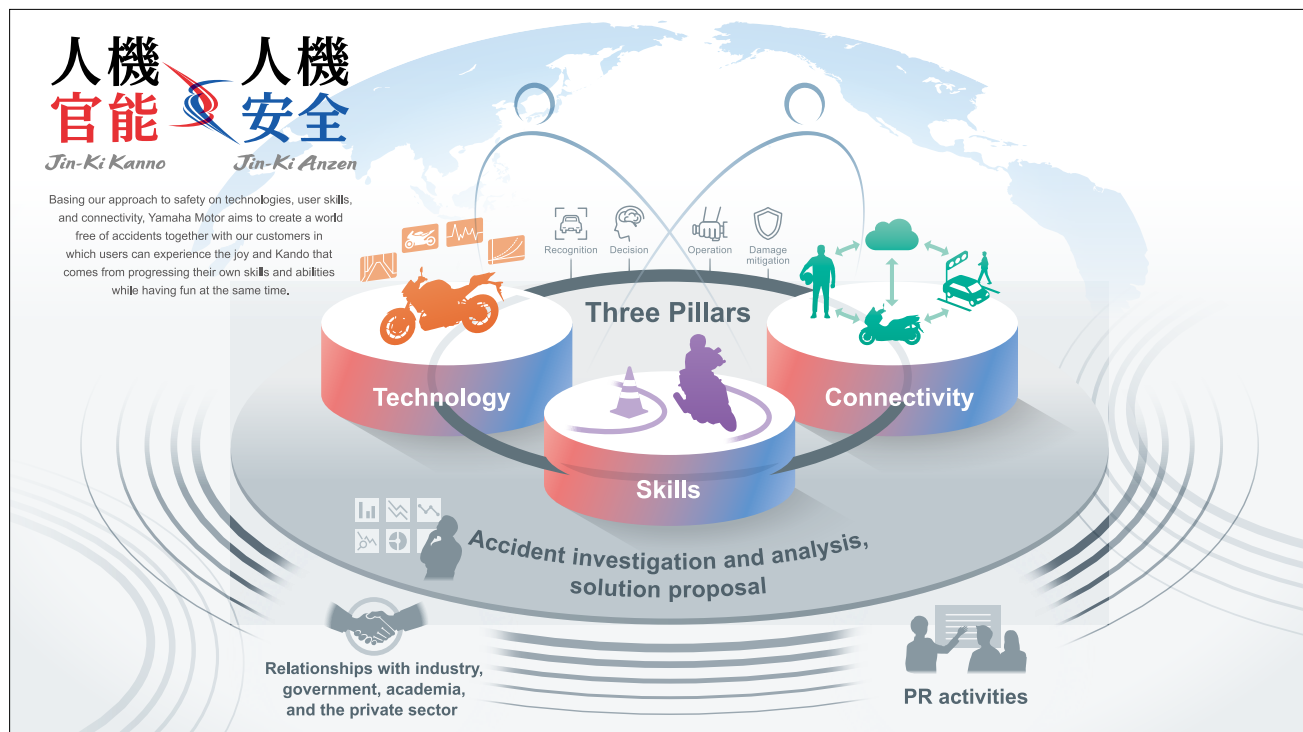 人機 人機
官能 安全
Jin-Ki Kanno Jin-Ki Anzen
Basing our approach to safety on technologies, user skills,
and connectivity, Yamaha Motor aims to create a world
free of accidents together with our customers in
which users can experience the joy and Kando that
comes from progressing their own skills and abilities
while having fun at the same time.
Recognition
Decision
Operation
Damage
mitigation
Three Pillars
Technology
Connectivity
Skills
Accident investigation and analysis,
solution proposal
Relationships with industry,
government, academia,
and the private sector
PR activities